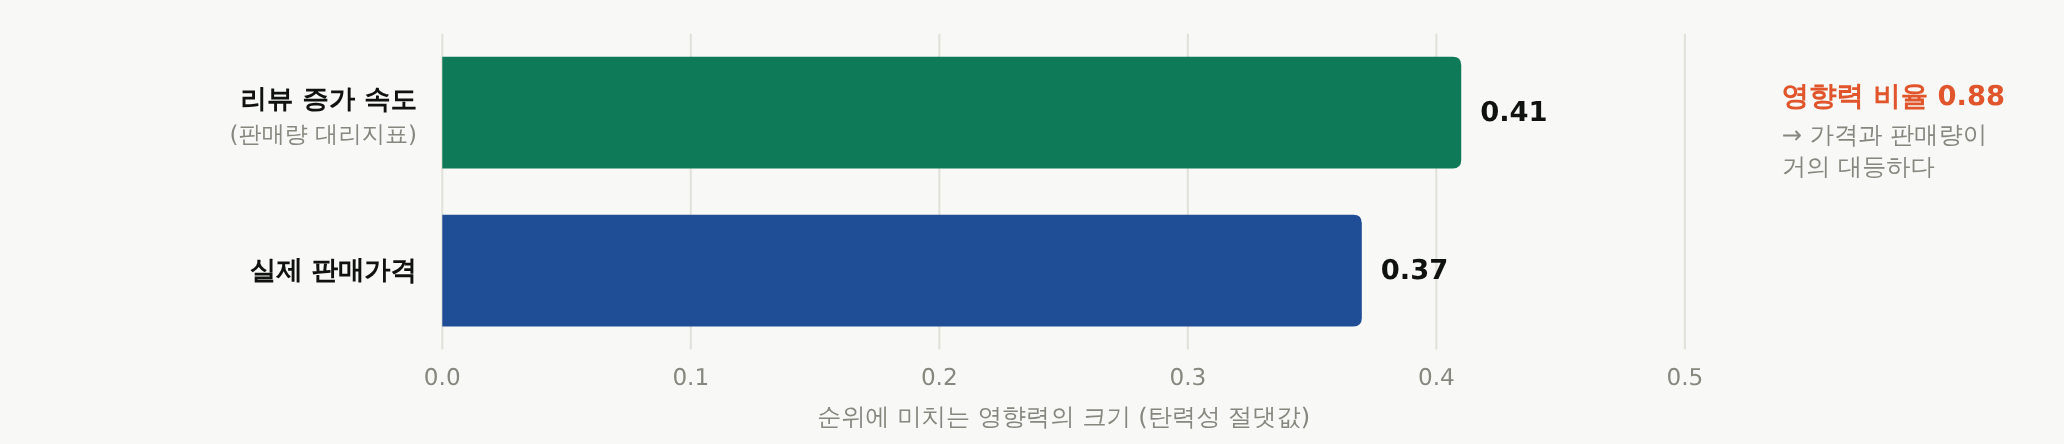 리뷰 증가 속도
(판매량 대리지표)
0.41
영향력 비율 0.88
→ 가격과 판매량이
거의 대등하다
실제 판매가격
0.37
0.0 0.1 0.2 0.3 0.4 0.5
순위에 미치는 영향력의 크기 (탄력성 절댓값)